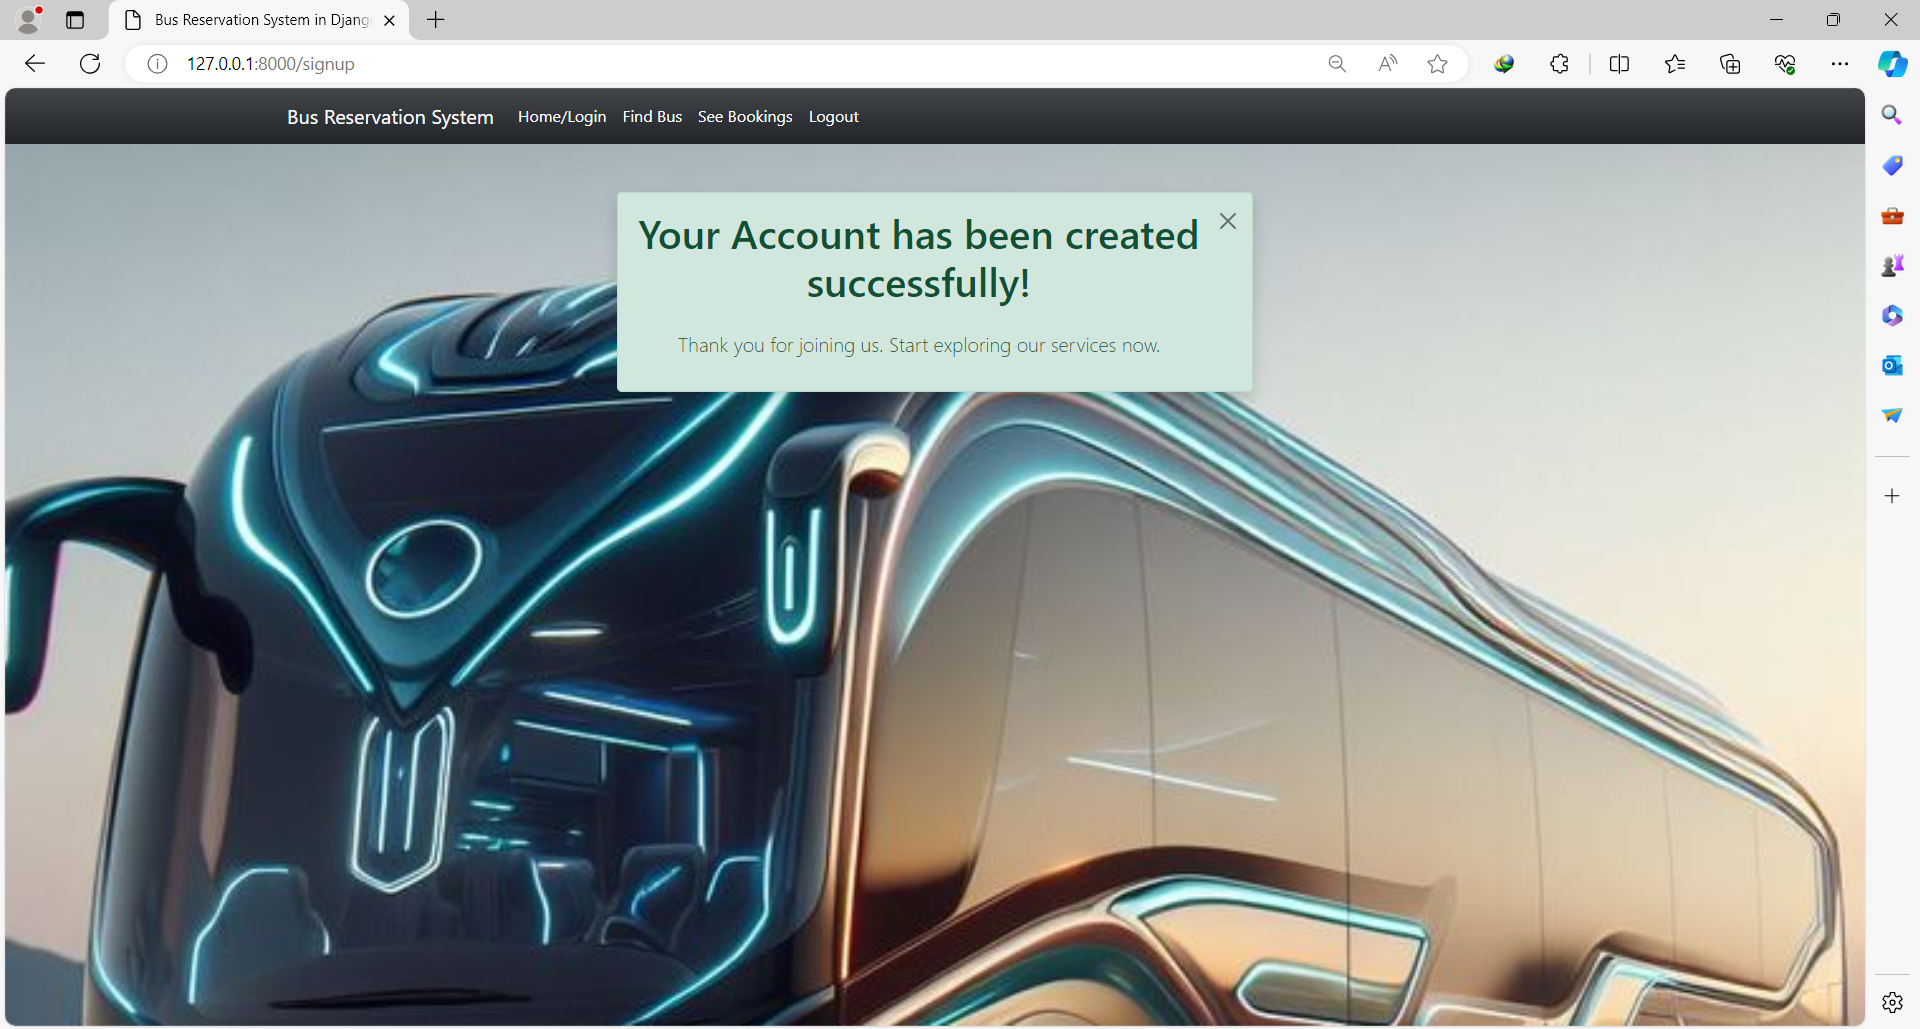 Bus Reservation System in Djang
127.0.0.1:8000/signup
Bus Reservation System Home/Login Find Bus See Bookings Logout
Your Account has been created
successfully!
Thank you for joining us. Start exploring our services now.